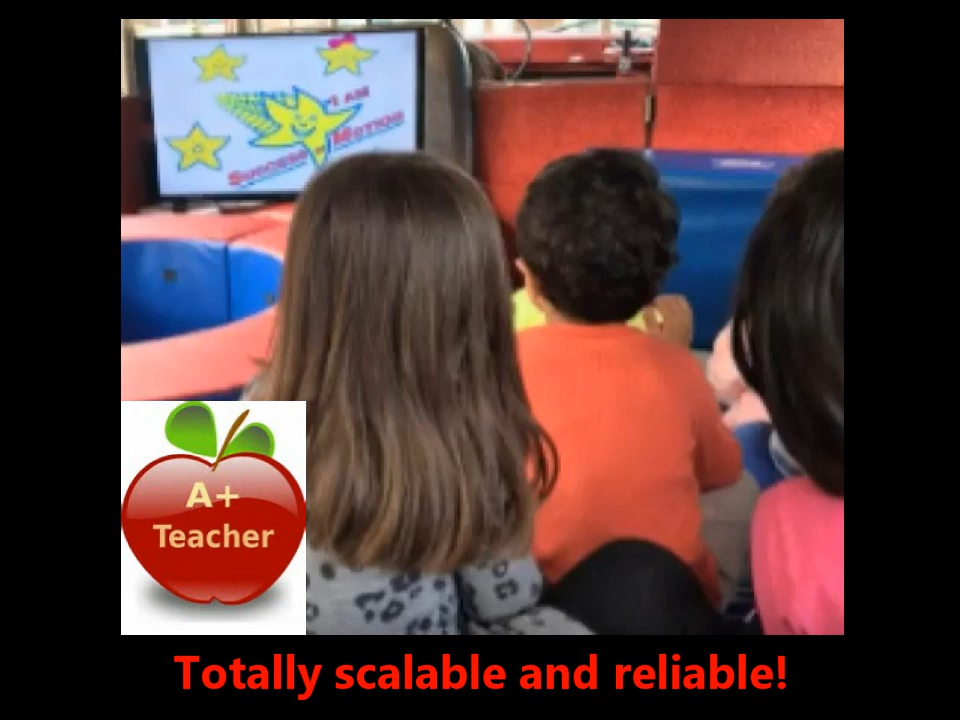 I AM
SUCCESS in MOTION
A+
Teacher
Totally scalable and reliable!